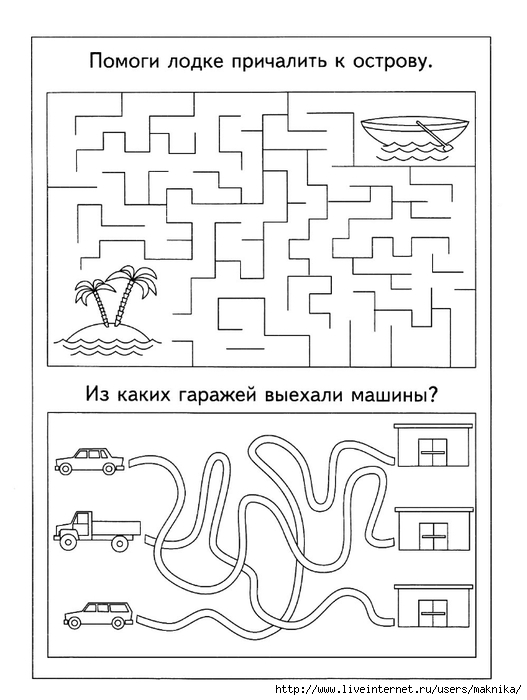 Помоги лодке причалить к острову.
Из каких гаражей выехали машины?
http://www.liveinternet.ru/users/maknika/